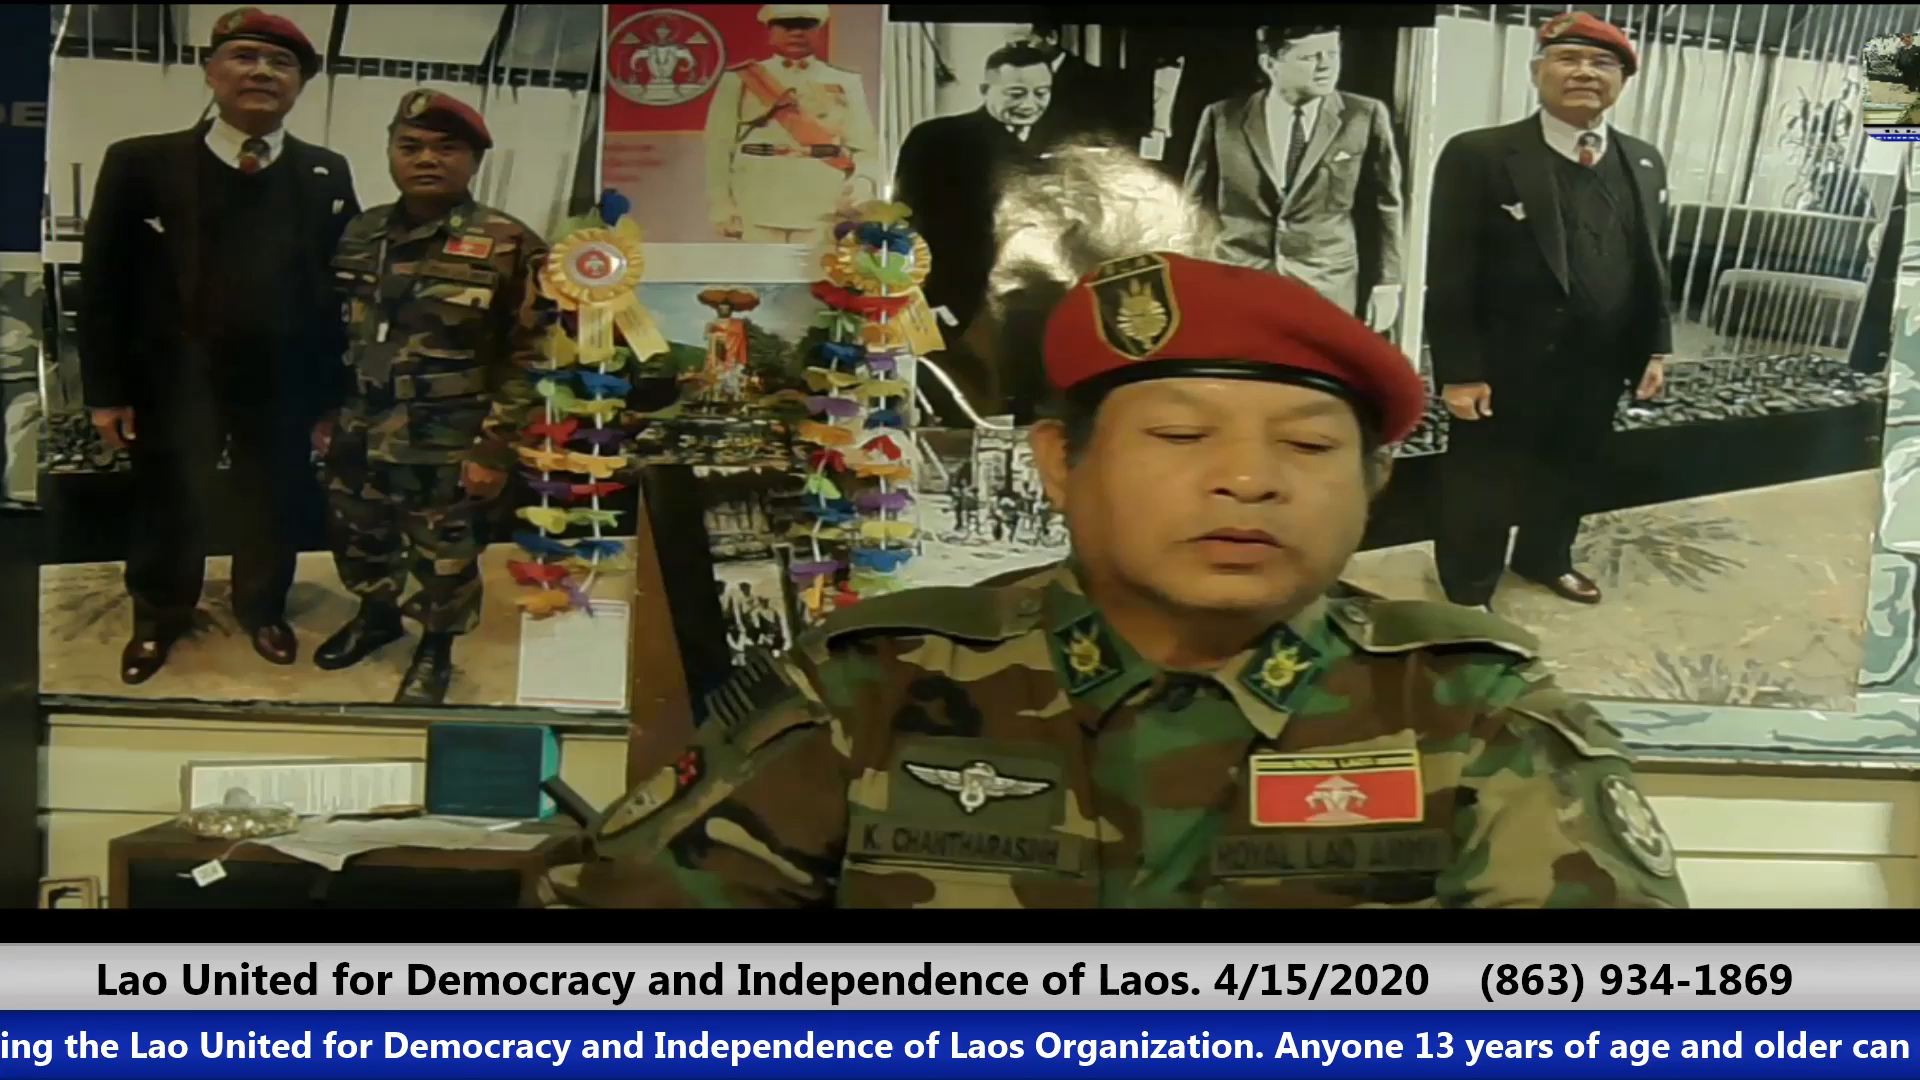 DE
K. CHANTHARASINH
ROYAL LAO ARMY
Lao United for Democracy and Independence of Laos. 4/15/2020 (863) 934-1869
ing the Lao United for Democracy and Independence of Laos Organization. Anyone 13 years of age and older can